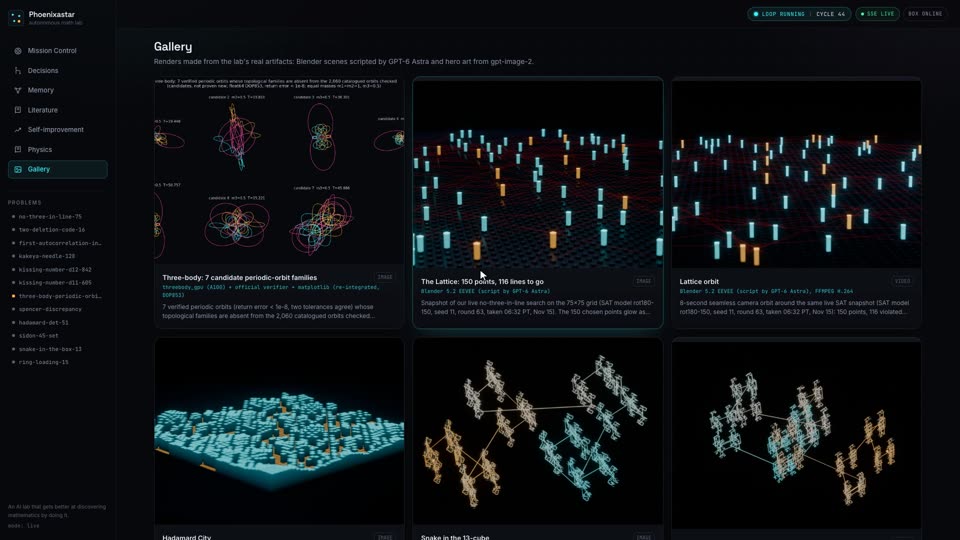 Phoenixastar
autonomous math lab
LOOP RUNNING | CYCLE 44
SSE LIVE
BOX ONLINE
Mission Control
Decisions
Memory
Literature
Self-improvement
Physics
Gallery
PROBLEMS
no-three-in-line-75
two-deletion-code-16
first-autocorrelation-in…
kakeya-needle-128
kissing-number-d12-842
kissing-number-d11-605
three-body-periodic-orbi…
spencer-discrepancy
hadamard-det-51
sidon-45-set
snake-in-the-box-13
ring-loading-15
An AI lab that gets better at discovering
mathematics by doing it.
mode: live
Gallery
Renders made from the lab's real artifacts: Blender scenes scripted by GPT-6 Astra and hero art from gpt-image-2.
Three-body: 7 candidate periodic-orbit families
IMAGE
threebody_gpu (A100) + official verifier + matplotlib (re-integrated,
DOP853)
7 verified periodic orbits (return error < 1e-8, two tolerances agree) whose
topological families are absent from the 2,060 catalogued orbits checked…
The Lattice: 150 points, 116 lines to go
IMAGE
Blender 5.2 EEVEE (script by GPT-6 Astra)
Snapshot of our live no-three-in-line search on the 75×75 grid (SAT model rot180-
150, seed 11, round 63, taken 06:32 PT, Nov 15). The 150 chosen points glow as…
Lattice orbit
VIDEO
Blender 5.2 EEVEE (script by GPT-6 Astra), FFMPEG H.264
8-second seamless camera orbit around the same live SAT snapshot (SAT model
rot180-150, seed 11, round 63, taken 06:32 PT, Nov 15): 150 points, 116 violated…
Hadamard City
IMAGE
Snake in the 13-cube
IMAGE